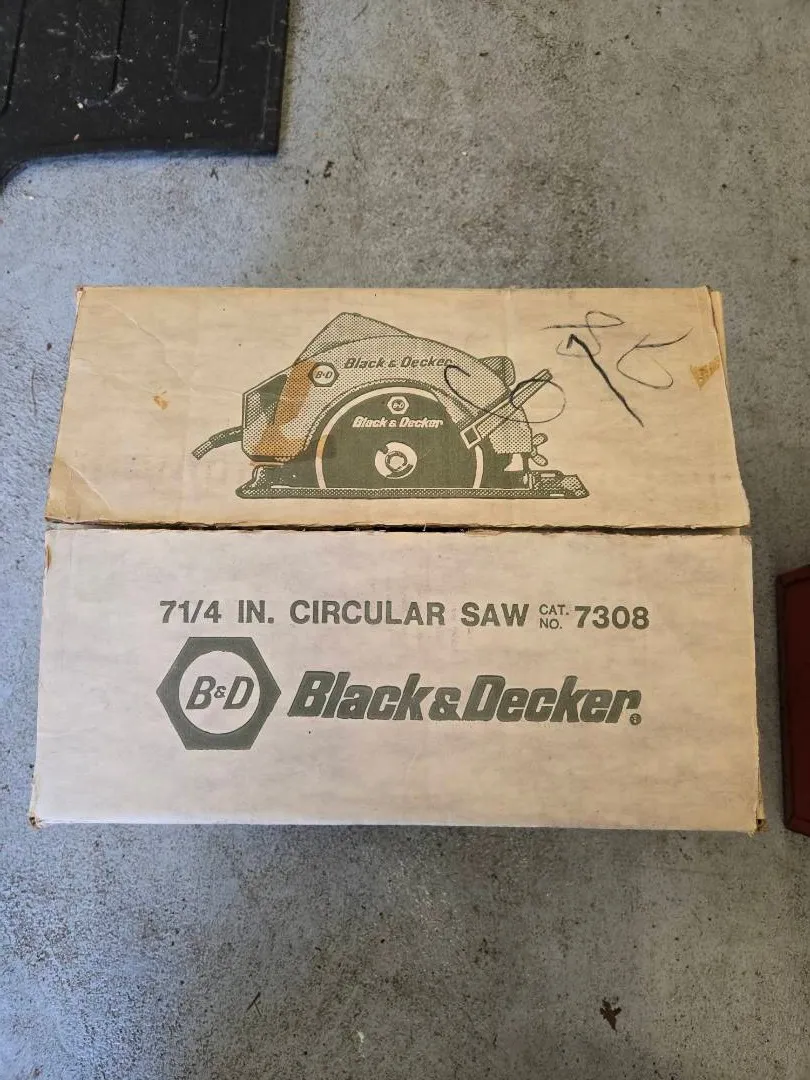 B&D Black & Decker
B&D
Black & Decker
71/4 IN. CIRCULAR SAW CAT. NO. 7308
B&D Black & Decker®